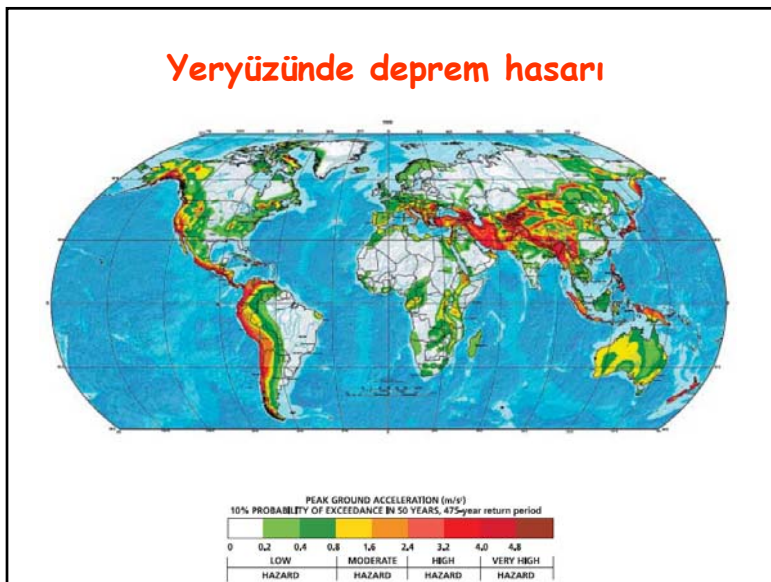 Yeryüzünde deprem hasarı
PEAK GROUND ACCELERATION (m/s²)
10% PROBABILITY OF EXCEEDANCE IN 50 YEARS, 475-year return period
0 0.2 0.4 0.8 1.6 2.4 3.2 4.0 4.8
LOW MODERATE HIGH VERY HIGH
HAZARD HAZARD HAZARD HAZARD